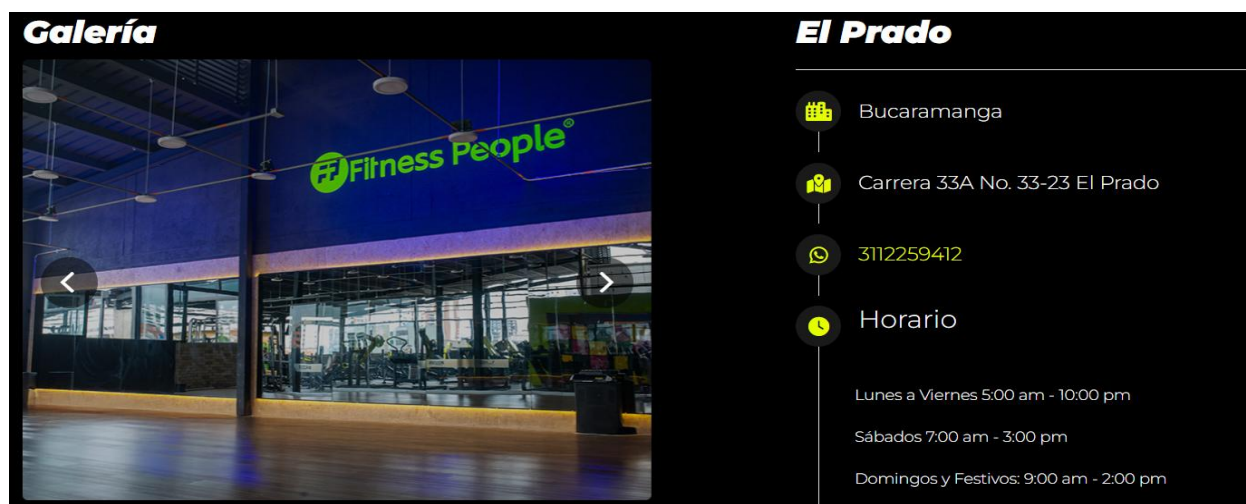 Galería
Fitness People®
El Prado
Bucaramanga
Carrera 33A No. 33-23 El Prado
3112259412
Horario
Lunes a Viernes 5:00 am - 10:00 pm
Sábados 7:00 am - 3:00 pm
Domingos y Festivos: 9:00 am - 2:00 pm